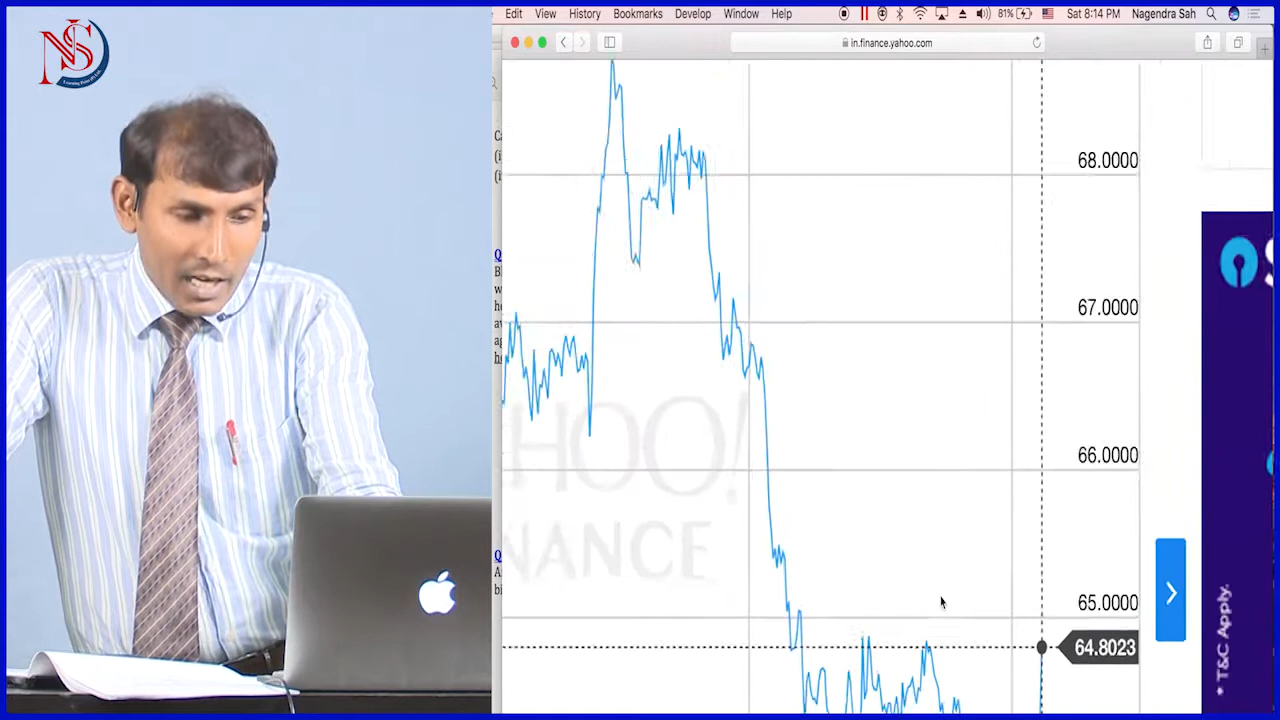 NS
Edit View History Bookmarks Develop Window Help 81% Sat 8:14 PM Nagendra Sah
in.finance.yahoo.com
68.0000
67.0000
66.0000
65.0000
64.8023
HOO!
NANCE
* T&C Apply.